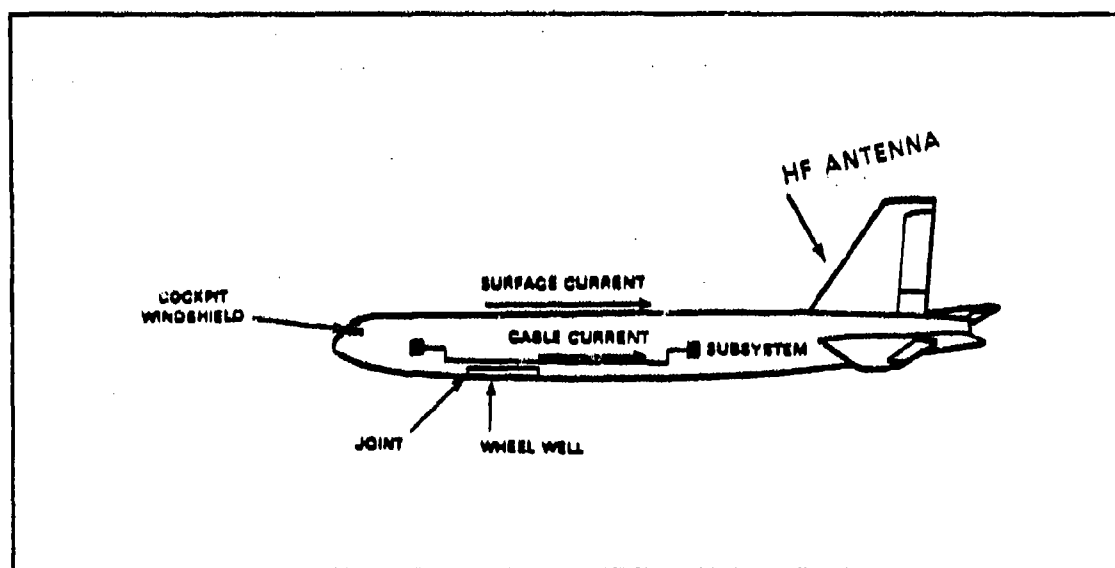 HF ANTENNA
SURFACE CURRENT
COCKPIT
WINDSHIELD
CABLE CURRENT
SUBSYSTEM
JOINT
WHEEL WELL